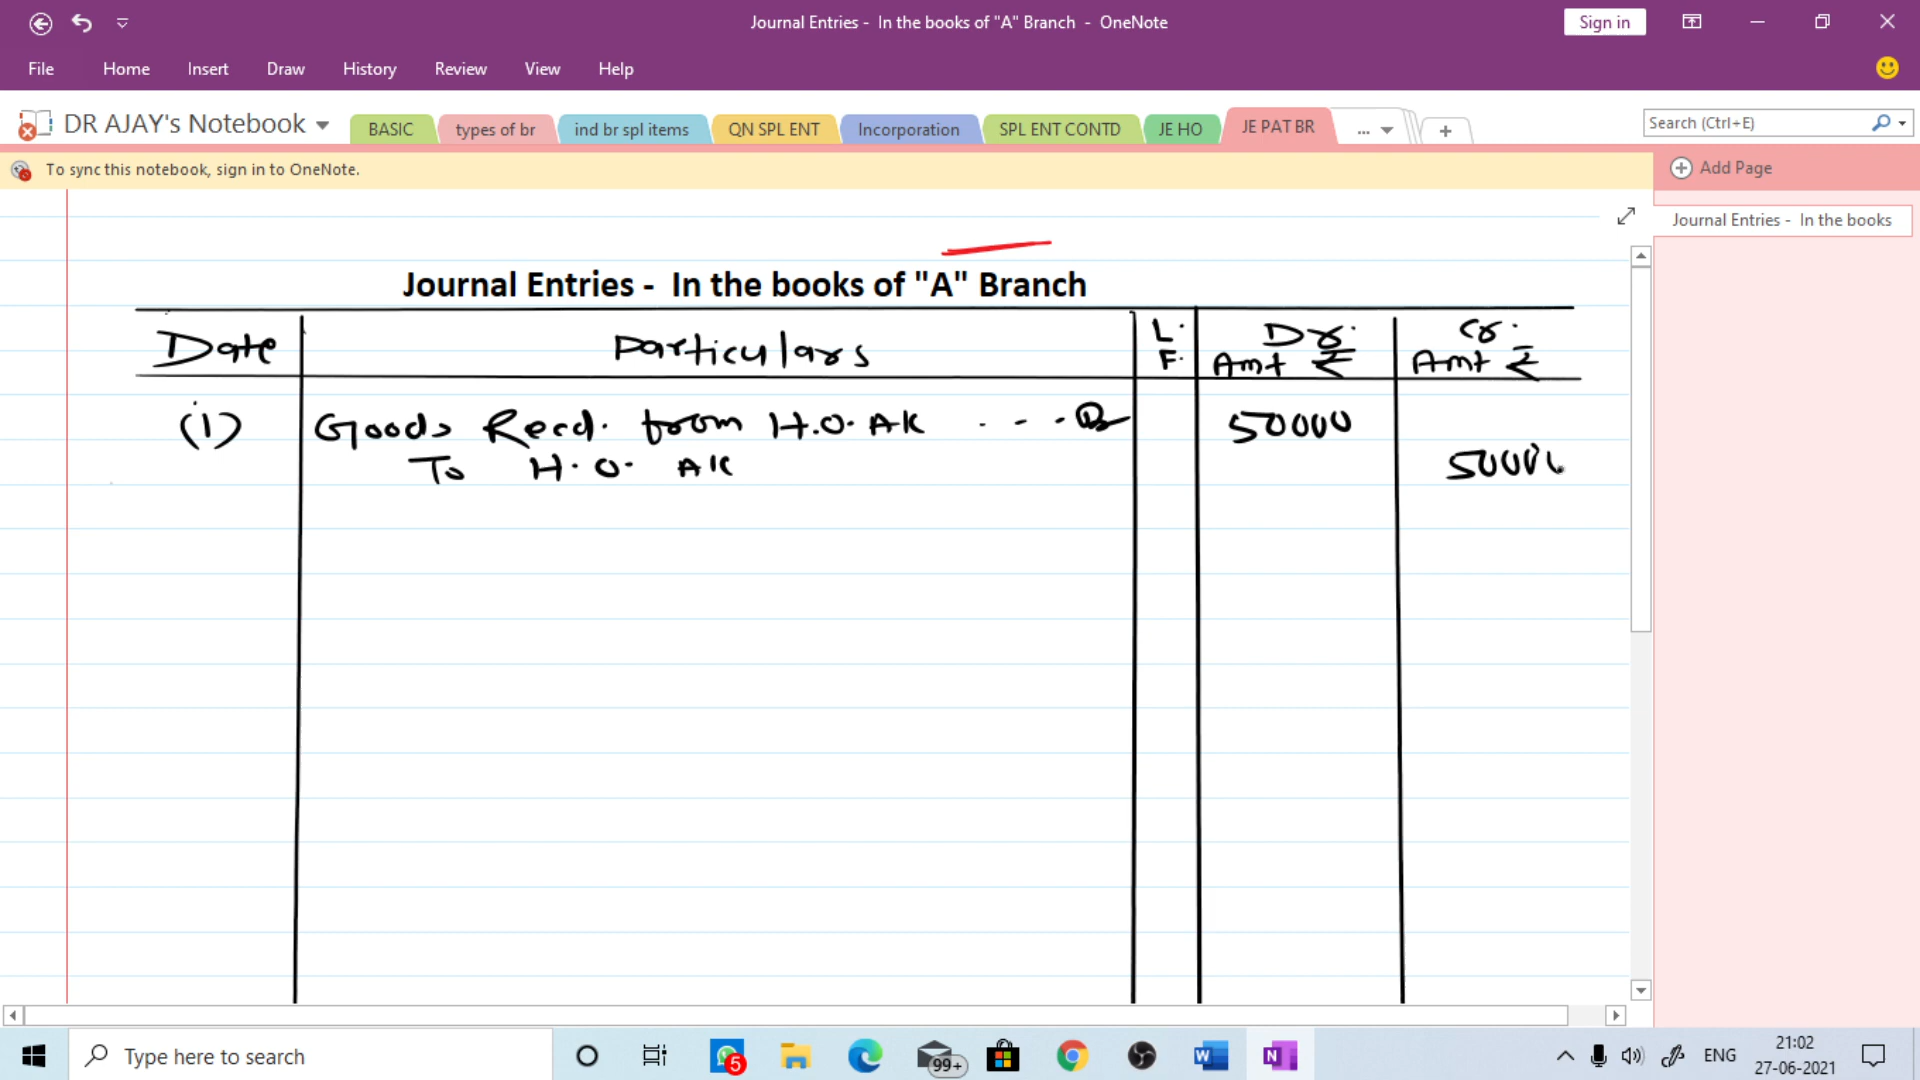 Journal Entries -  In the books of "A" Branch  -  OneNote
Sign in
File Home Insert Draw History Review View Help
DR AJAY's Notebook
BASIC types of br ind br spl items QN SPL ENT Incorporation SPL ENT CONTD JE HO JE PAT BR ...
Search (Ctrl+E)
To sync this notebook, sign in to OneNote.
Add Page
Journal Entries -  In the books
Journal Entries -  In the books of "A" Branch
Date Particulars L. F. Dr. Amt ₹ Cr. Amt ₹
(1) Goods Recd. from H.O. A/c - - - Dr 50000
To H.O. A/c 50000
Type here to search
5
99+
ENG
21:02
27-06-2021